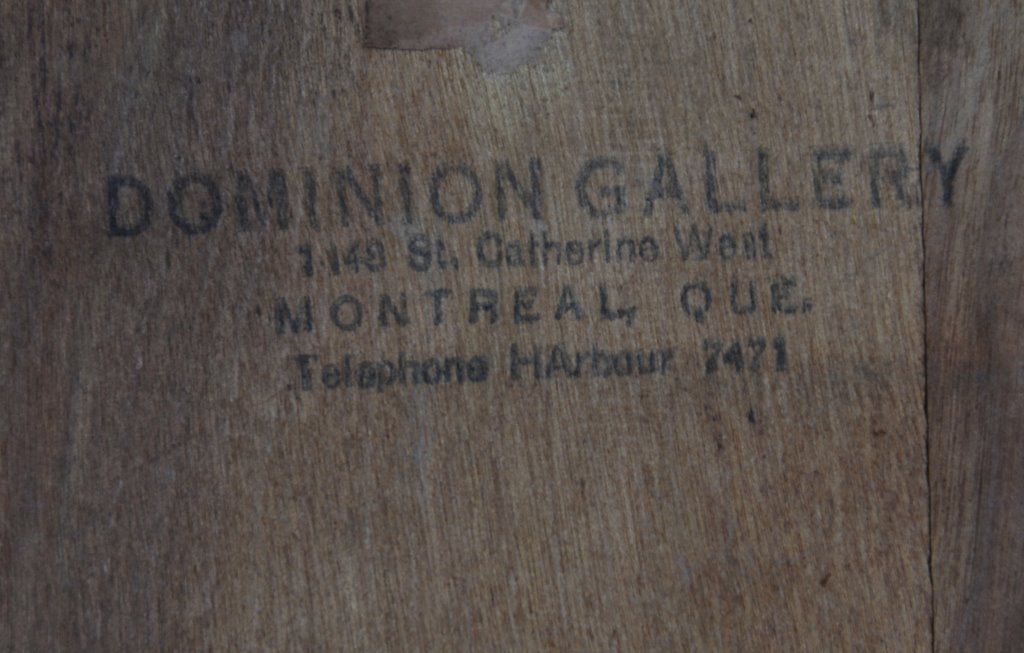 DOMINION GALLERY
1448 St. Catherine West
MONTREAL, QUE.
Telephone HArbour 7471